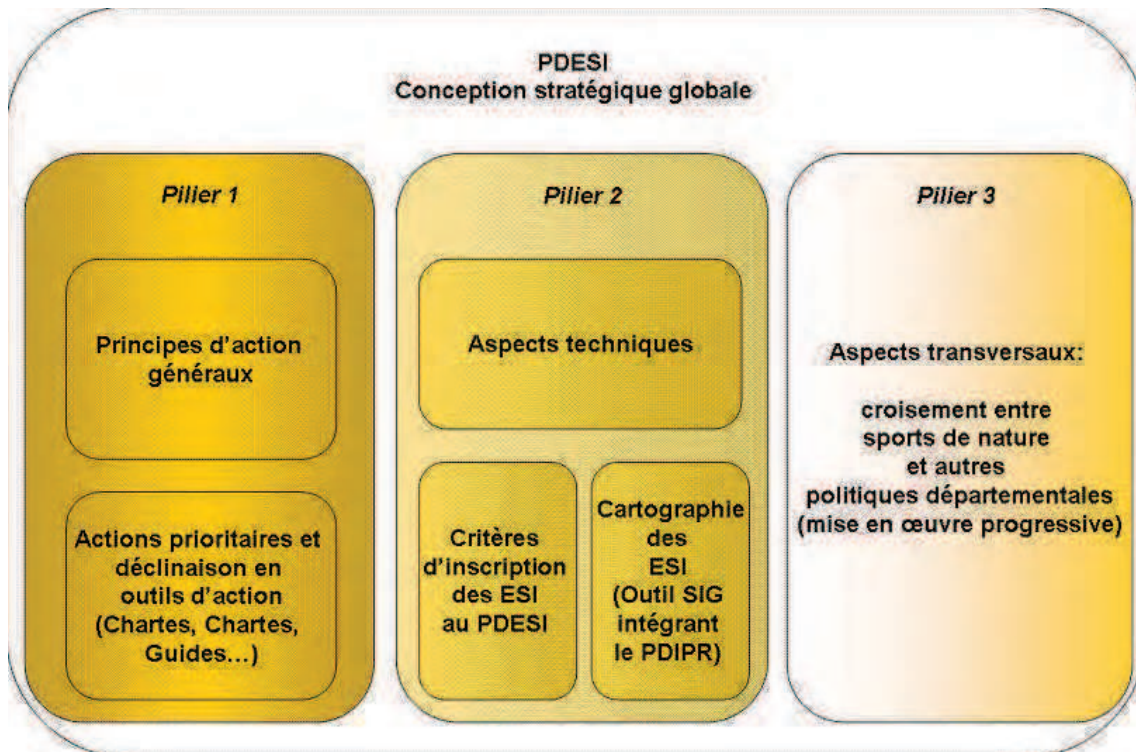 PDESI
Conception stratégique globale
Pilier 1
Principes d'action
généraux
Actions prioritaires et
déclinaison en
outils d'action
(Chartes, Chartes,
Guides…)
Pilier 2
Aspects techniques
Critères
d'inscription
des ESI
au PDESI
Cartographie
des
ESI
(Outil SIG
intégrant
le PDIPR)
Pilier 3
Aspects transversaux:
croisement entre
sports de nature
et autres
politiques départementales
(mise en œuvre progressive)